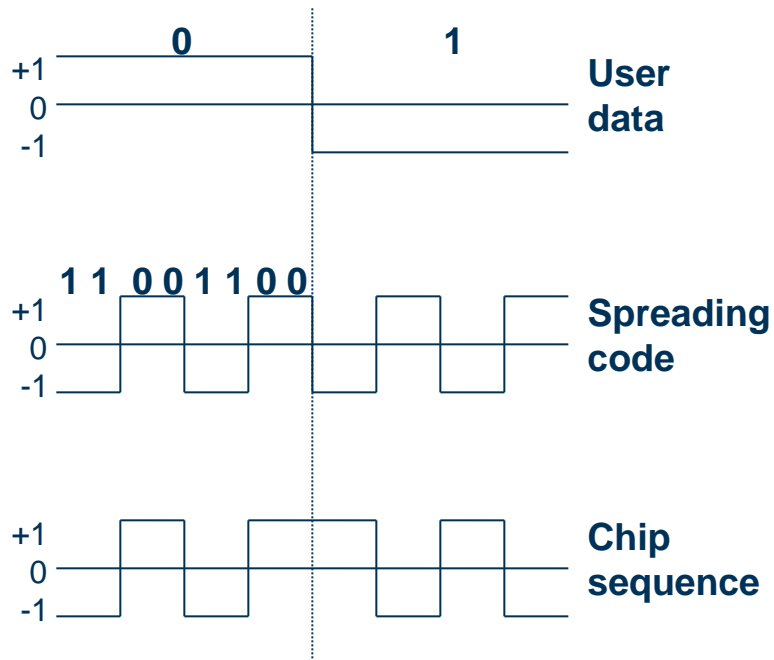 0 1
+1
0
-1
User
data
1 1 0 0 1 1 0 0
+1
0
-1
Spreading
code
+1
0
-1
Chip
sequence